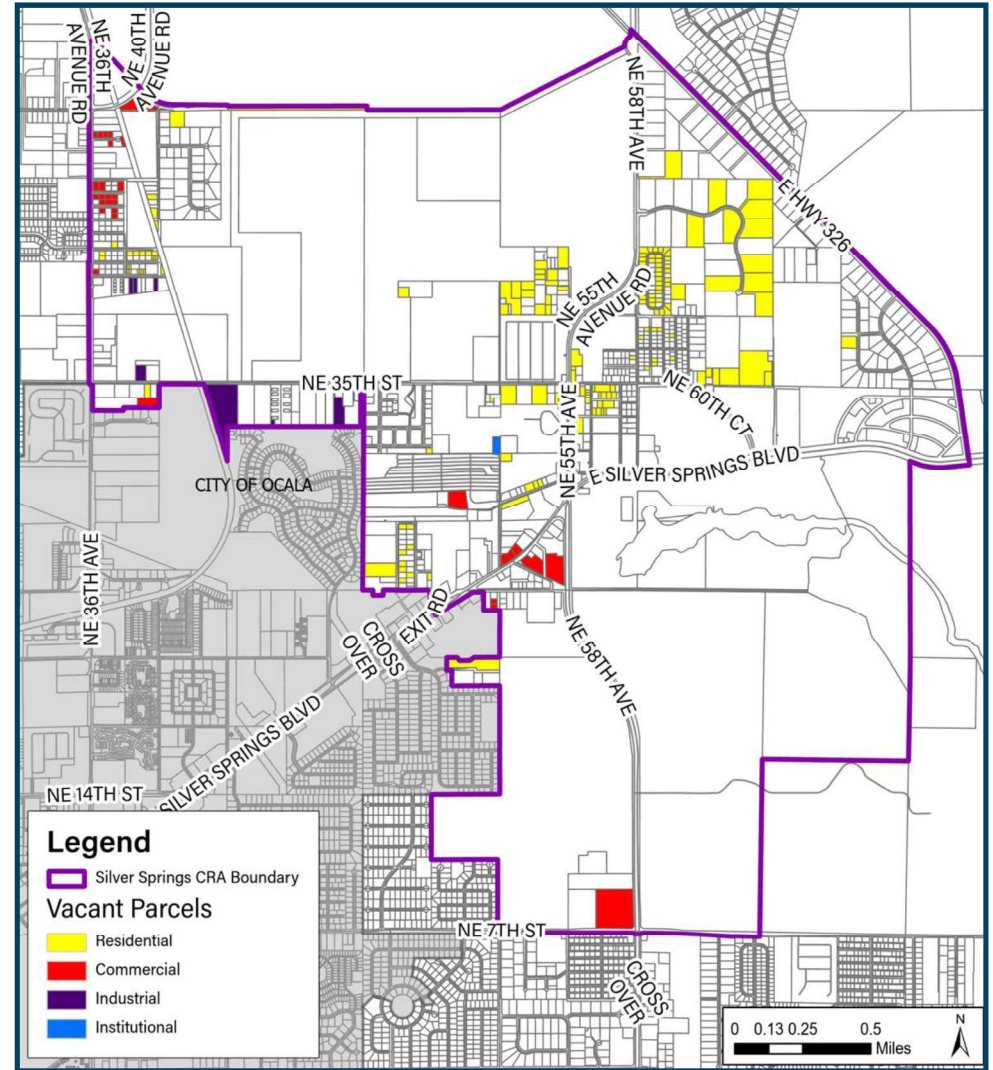 NE 36TH
AVENUE RD
NE 40TH
AVENUE RD
NE 58TH AVE
E HWY 326
NE 55TH
AVENUE RD
NE 35TH ST
NE 60TH CT
NE 55TH AVE
E SILVER SPRINGS BLVD
CITY OF OCALA
NE 36TH AVE
EXIT RD
CROSS
OVER
NE 58TH AVE
SILVER SPRINGS BLVD
NE 14TH ST
NE 7TH ST
CROSS
OVER
Legend
Silver Springs CRA Boundary
Vacant Parcels
Residential
Commercial
Industrial
Institutional
0 0.13 0.25 0.5
Miles
N